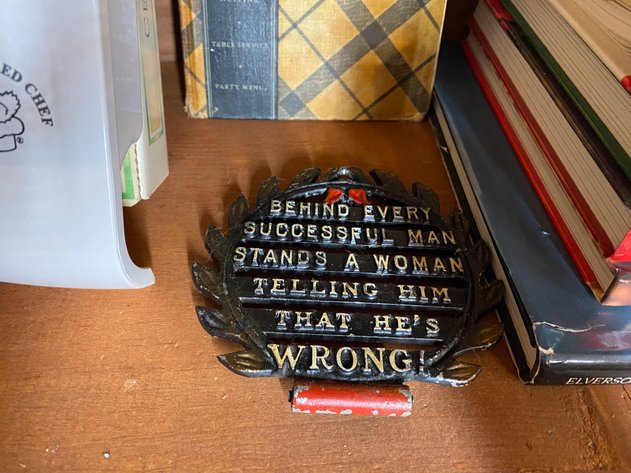 ED CHEF
®
TABLE SERVICE
PARTY MENU
BEHIND EVERY
SUCCESSFUL MAN
STANDS A WOMAN
TELLING HIM
THAT HE'S
WRONG!
ELVERSO